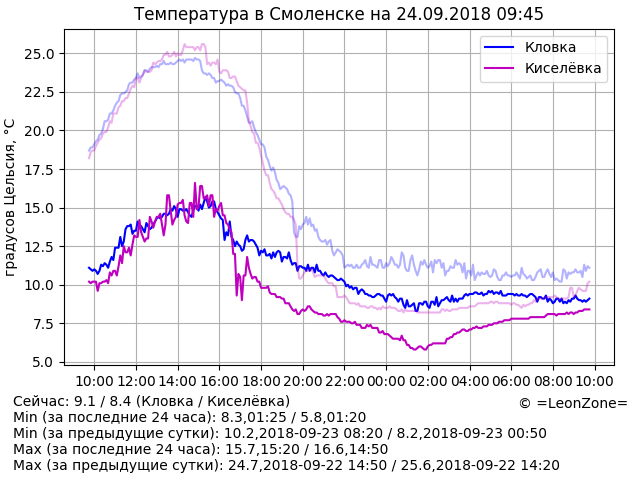 Температура в Смоленске на 24.09.2018 09:45
Кловка
Киселёвка
градусов Цельсия, °C
25.0
22.5
20.0
17.5
15.0
12.5
10.0
7.5
5.0
10:00 12:00 14:00 16:00 18:00 20:00 22:00 00:00 02:00 04:00 06:00 08:00 10:00
Сейчас: 9.1 / 8.4 (Кловка / Киселёвка)
© =LeonZone=
Min (за последние 24 часа): 8.3,01:25 / 5.8,01:20
Min (за предыдущие сутки): 10.2,2018-09-23 08:20 / 8.2,2018-09-23 00:50
Max (за последние 24 часа): 15.7,15:20 / 16.6,14:50
Max (за предыдущие сутки): 24.7,2018-09-22 14:50 / 25.6,2018-09-22 14:20